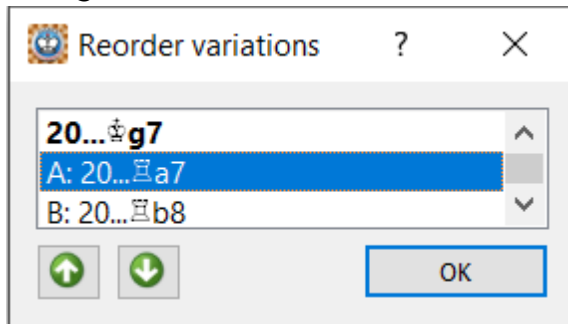 Reorder variations ?
20...♔g7
A: 20...♖a7
B: 20...♖b8
OK